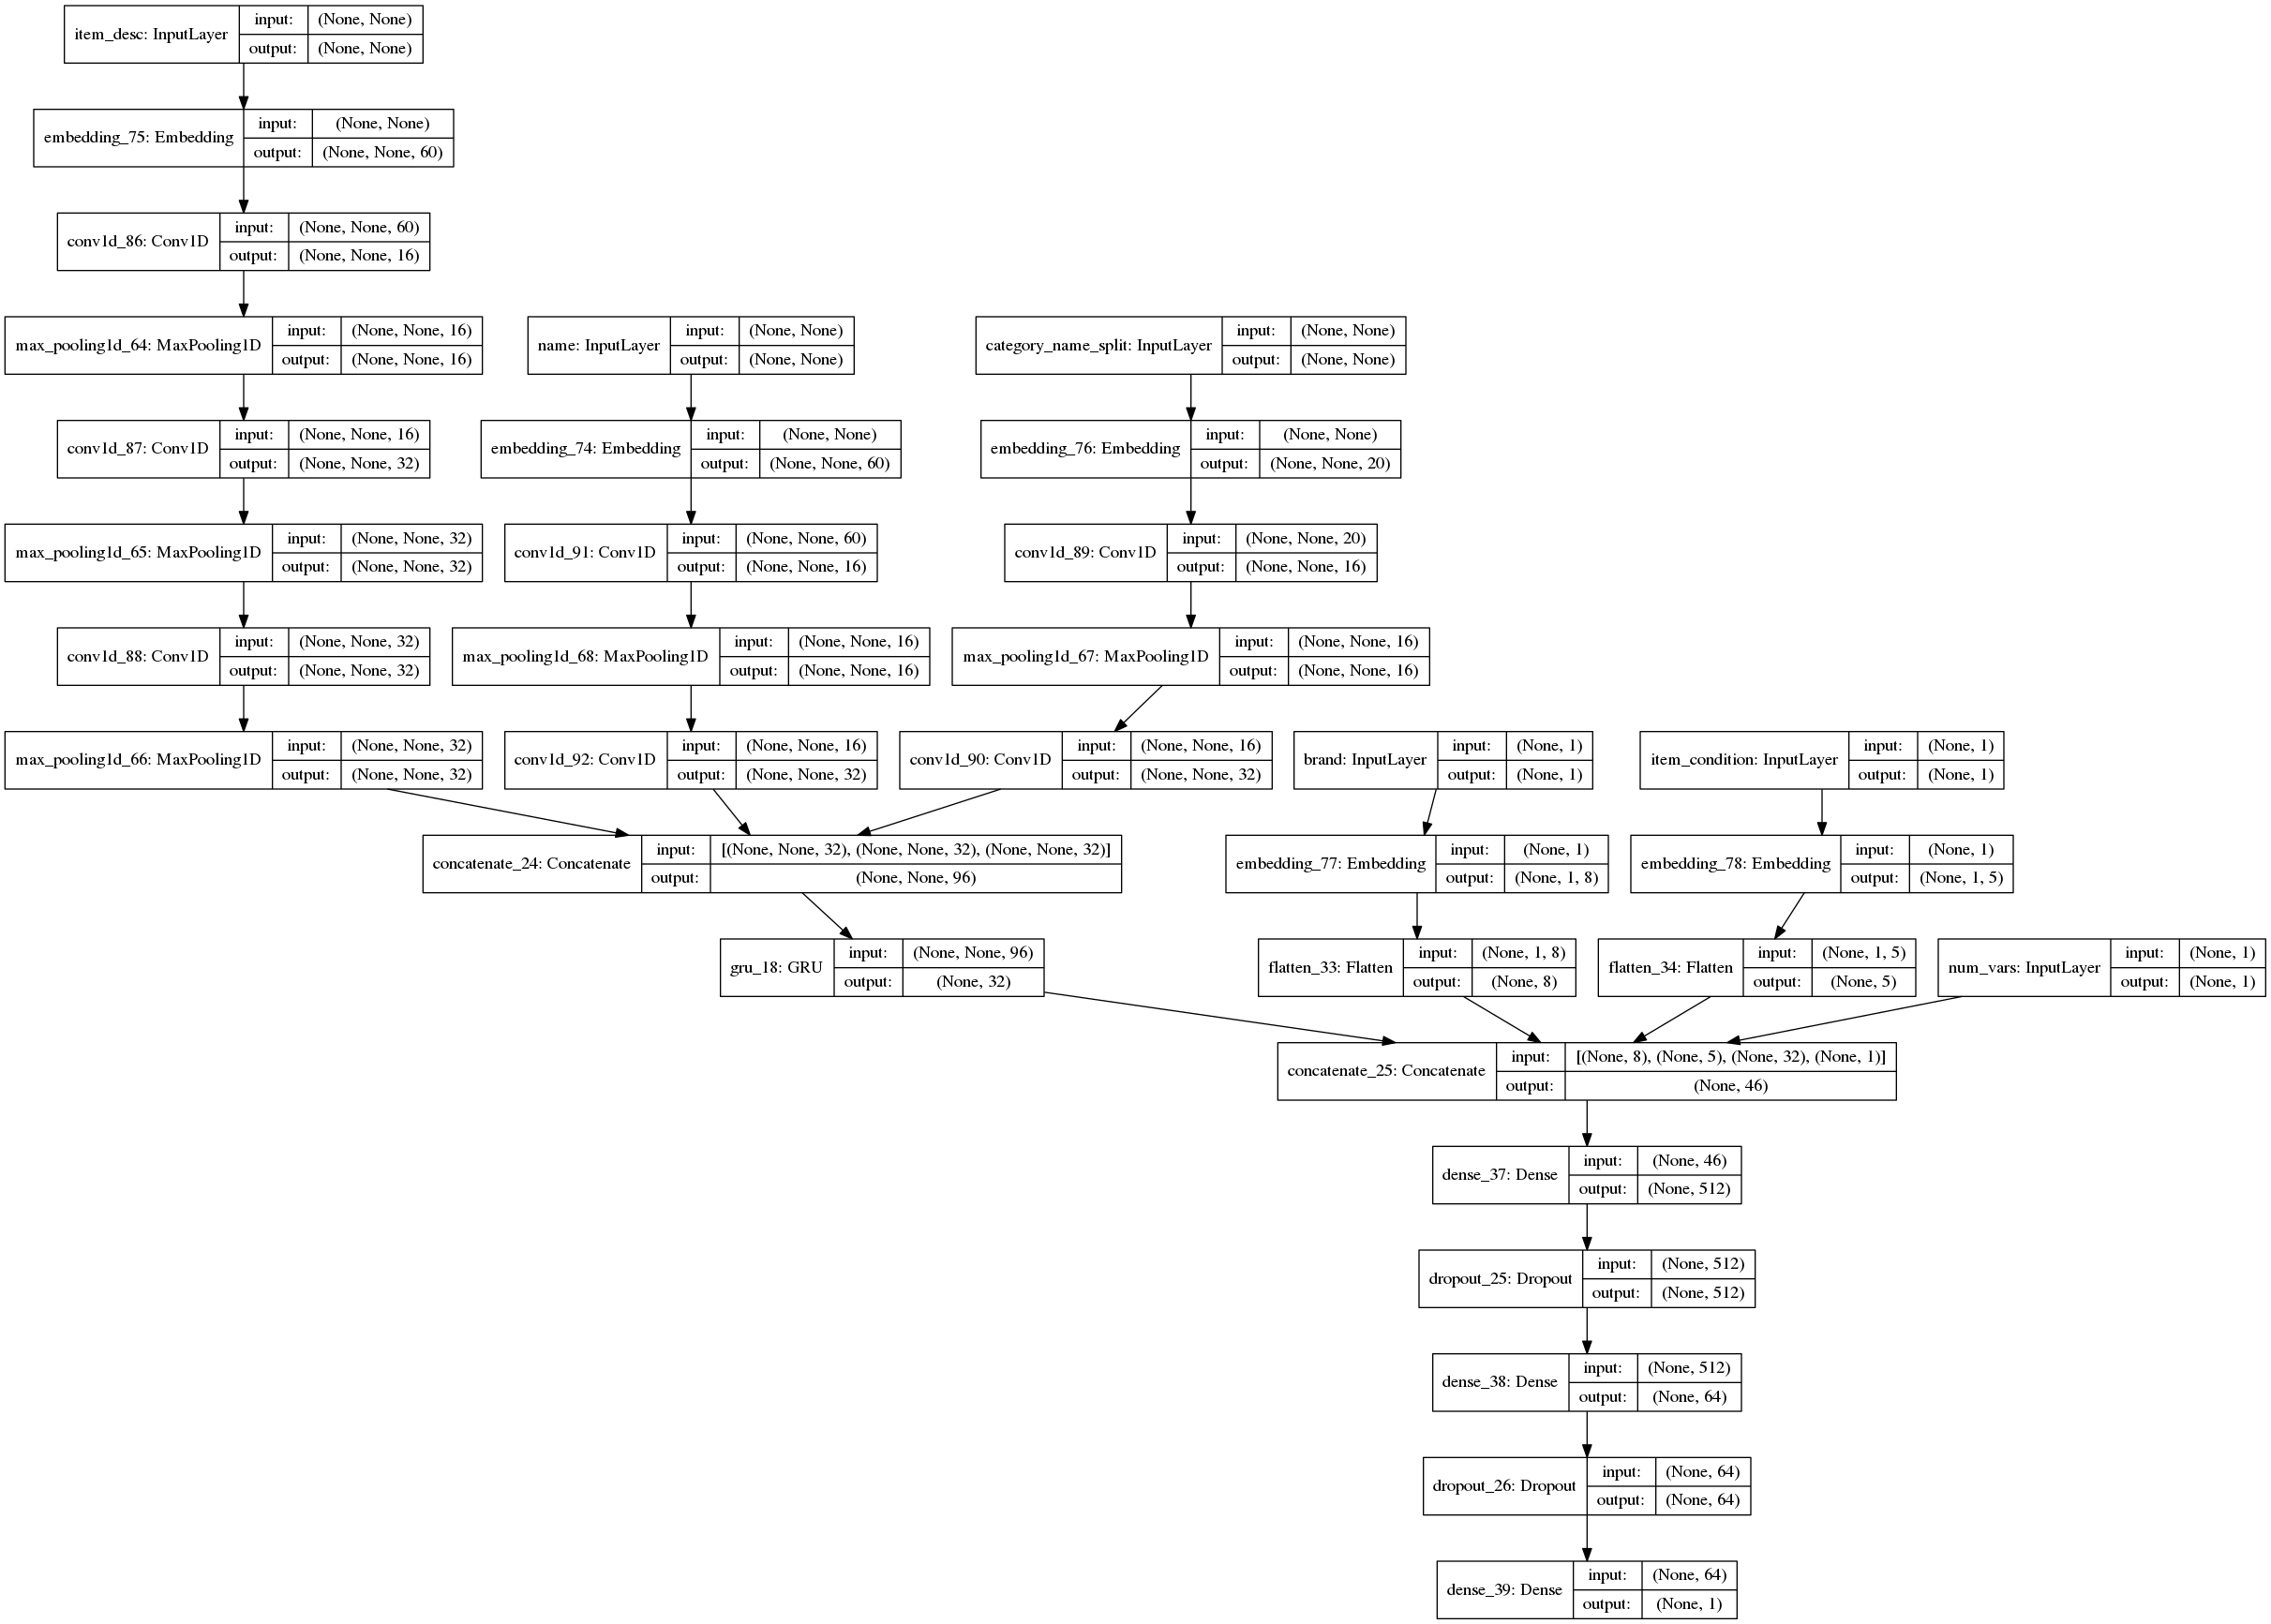 item_desc: InputLayer
input: (None, None)
output: (None, None)
embedding_75: Embedding
input: (None, None)
output: (None, None, 60)
conv1d_86: Conv1D
input: (None, None, 60)
output: (None, None, 16)
max_pooling1d_64: MaxPooling1D
input: (None, None, 16)
output: (None, None, 16)
name: InputLayer
input: (None, None)
output: (None, None)
category_name_split: InputLayer
input: (None, None)
output: (None, None)
conv1d_87: Conv1D
input: (None, None, 16)
output: (None, None, 32)
embedding_74: Embedding
input: (None, None)
output: (None, None, 60)
embedding_76: Embedding
input: (None, None)
output: (None, None, 20)
max_pooling1d_65: MaxPooling1D
input: (None, None, 32)
output: (None, None, 32)
conv1d_91: Conv1D
input: (None, None, 60)
output: (None, None, 16)
conv1d_89: Conv1D
input: (None, None, 20)
output: (None, None, 16)
conv1d_88: Conv1D
input: (None, None, 32)
output: (None, None, 32)
max_pooling1d_68: MaxPooling1D
input: (None, None, 16)
output: (None, None, 16)
max_pooling1d_67: MaxPooling1D
input: (None, None, 16)
output: (None, None, 16)
max_pooling1d_66: MaxPooling1D
input: (None, None, 32)
output: (None, None, 32)
conv1d_92: Conv1D
input: (None, None, 16)
output: (None, None, 32)
conv1d_90: Conv1D
input: (None, None, 16)
output: (None, None, 32)
brand: InputLayer
input: (None, 1)
output: (None, 1)
item_condition: InputLayer
input: (None, 1)
output: (None, 1)
concatenate_24: Concatenate
input: [(None, None, 32), (None, None, 32), (None, None, 32)]
output: (None, None, 96)
embedding_77: Embedding
input: (None, 1)
output: (None, 1, 8)
embedding_78: Embedding
input: (None, 1)
output: (None, 1, 5)
gru_18: GRU
input: (None, None, 96)
output: (None, 32)
flatten_33: Flatten
input: (None, 1, 8)
output: (None, 8)
flatten_34: Flatten
input: (None, 1, 5)
output: (None, 5)
num_vars: InputLayer
input: (None, 1)
output: (None, 1)
concatenate_25: Concatenate
input: [(None, 8), (None, 5), (None, 32), (None, 1)]
output: (None, 46)
dense_37: Dense
input: (None, 46)
output: (None, 512)
dropout_25: Dropout
input: (None, 512)
output: (None, 512)
dense_38: Dense
input: (None, 512)
output: (None, 64)
dropout_26: Dropout
input: (None, 64)
output: (None, 64)
dense_39: Dense
input: (None, 64)
output: (None, 1)